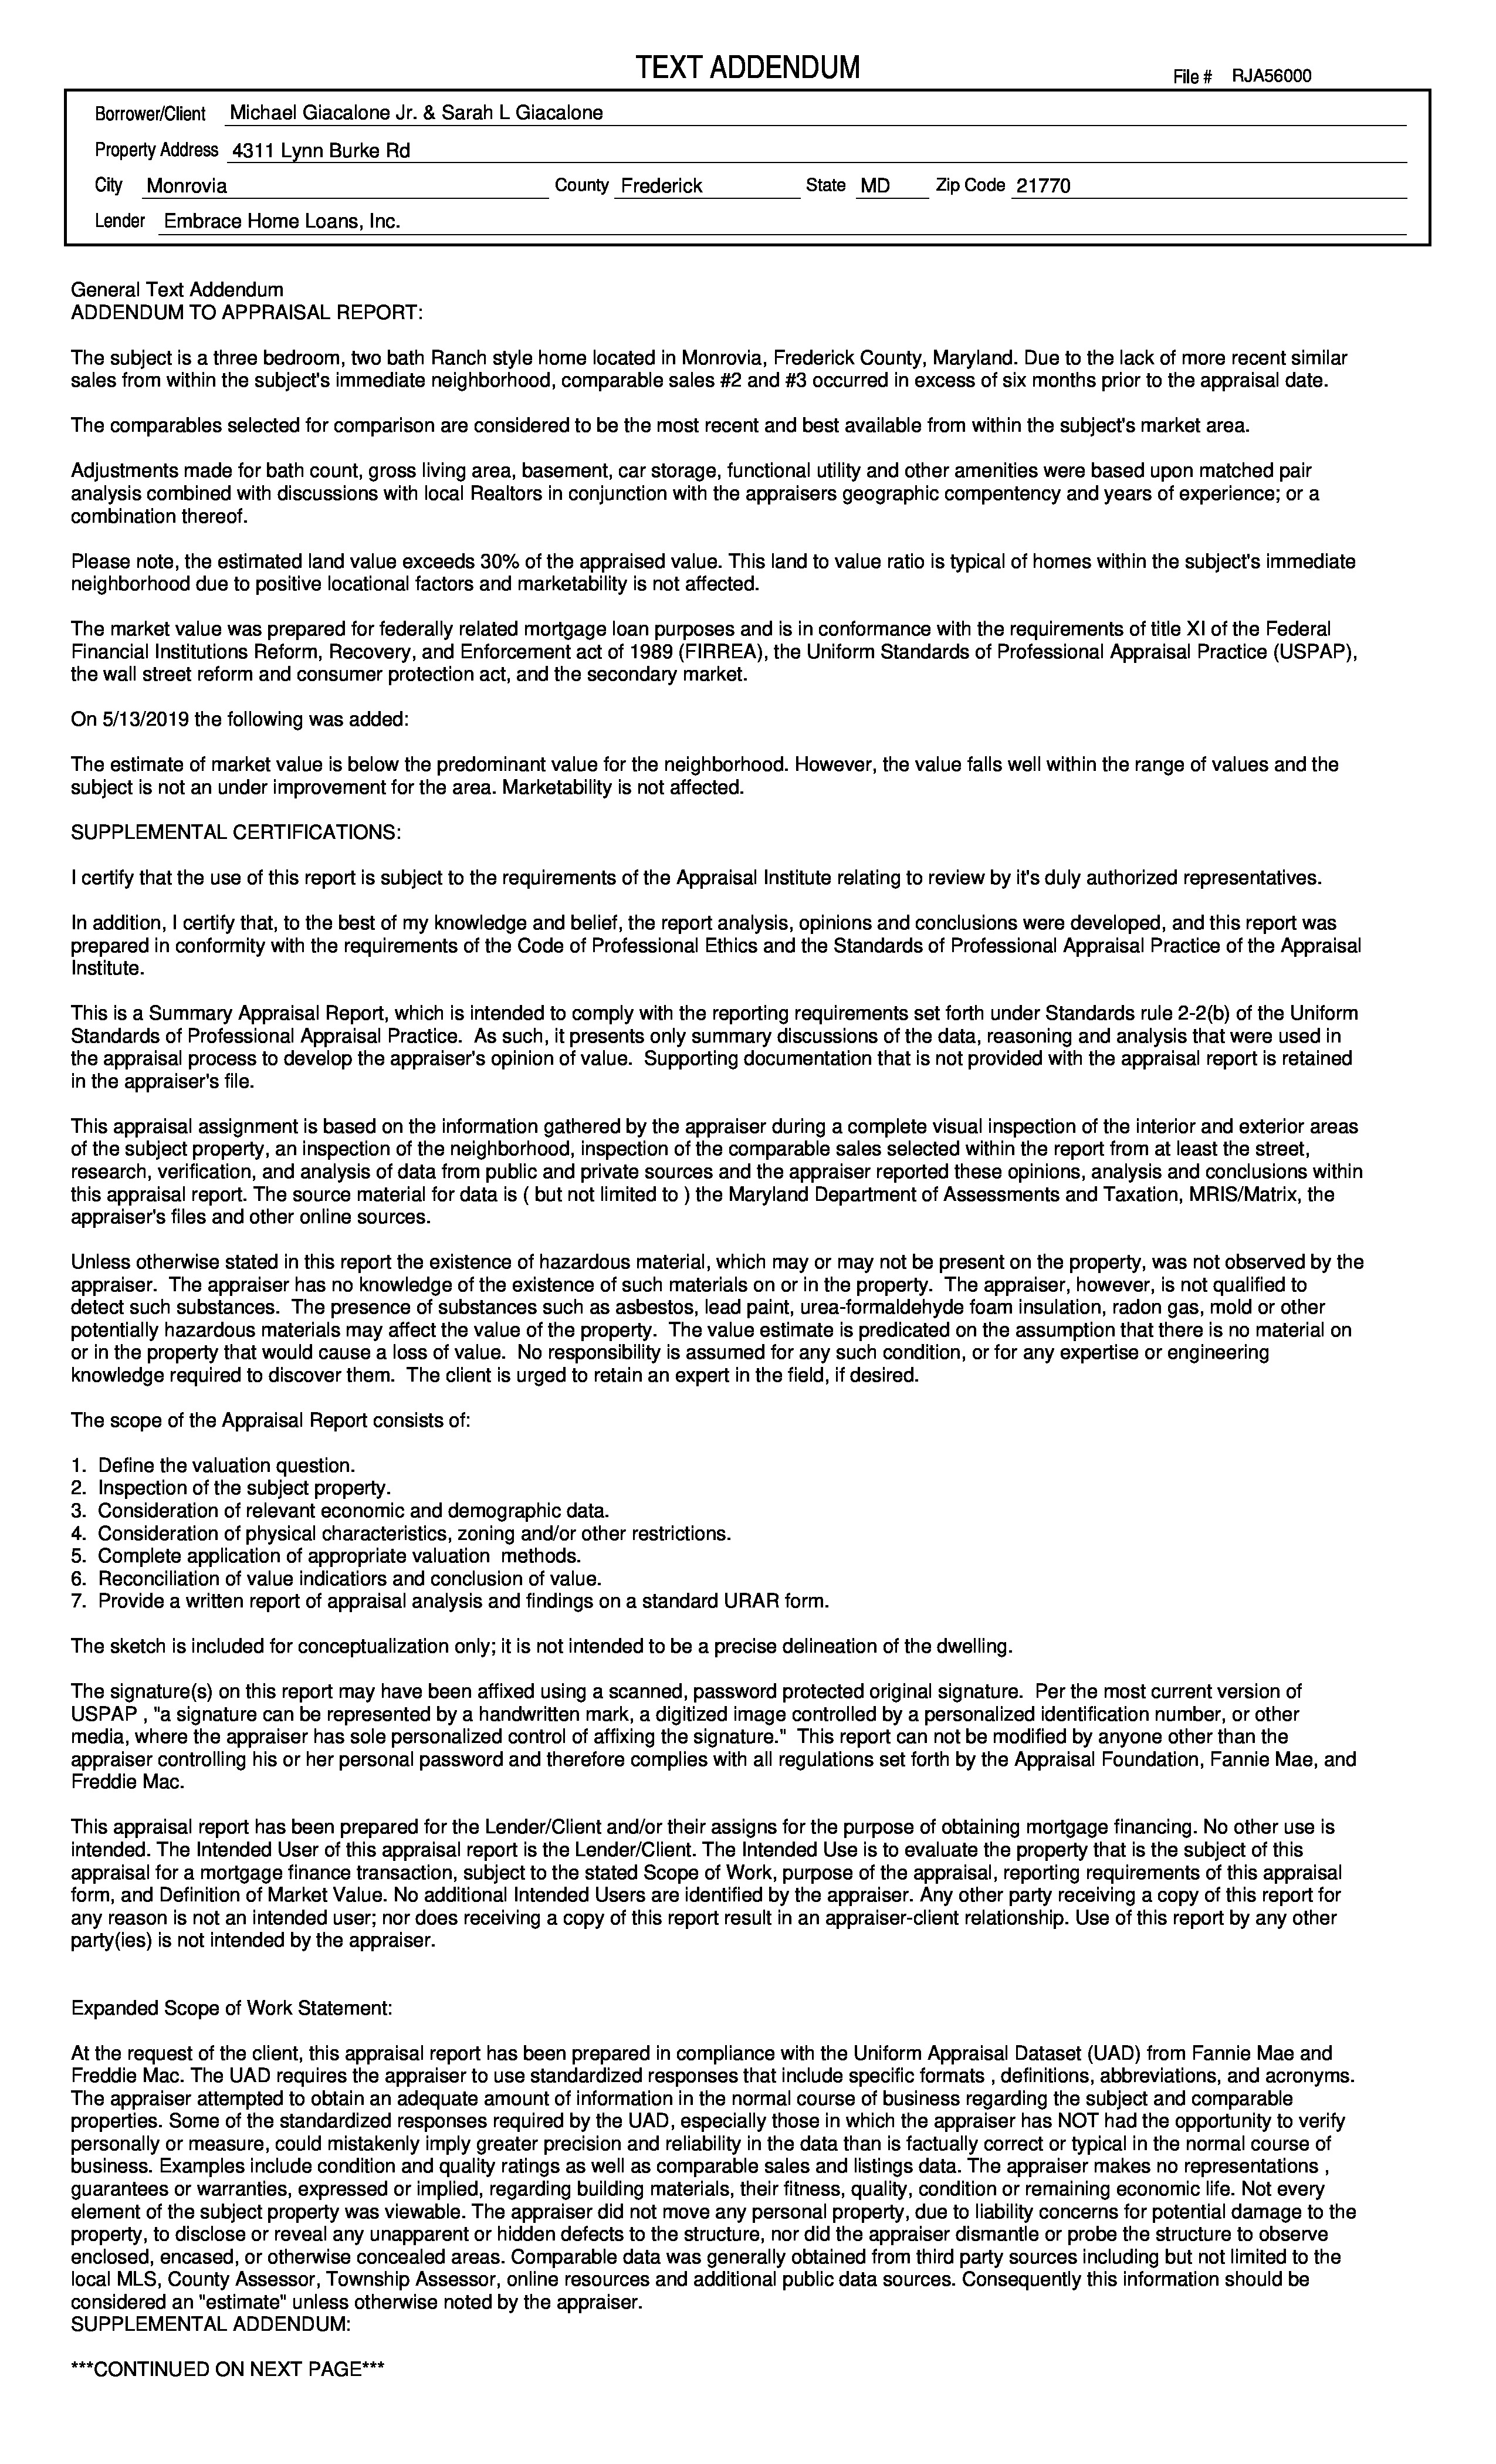 TEXT ADDENDUM
File # RJA56000
Borrower/Client Michael Giacalone Jr. & Sarah L Giacalone
Property Address 4311 Lynn Burke Rd
City Monrovia County Frederick State MD Zip Code 21770
Lender Embrace Home Loans, Inc.
General Text Addendum
ADDENDUM TO APPRAISAL REPORT:
The subject is a three bedroom, two bath Ranch style home located in Monrovia, Frederick County, Maryland. Due to the lack of more recent similar
sales from within the subject's immediate neighborhood, comparable sales #2 and #3 occurred in excess of six months prior to the appraisal date.
The comparables selected for comparison are considered to be the most recent and best available from within the subject's market area.
Adjustments made for bath count, gross living area, basement, car storage, functional utility and other amenities were based upon matched pair
analysis combined with discussions with local Realtors in conjunction with the appraisers geographic compentency and years of experience; or a
combination thereof.
Please note, the estimated land value exceeds 30% of the appraised value. This land to value ratio is typical of homes within the subject's immediate
neighborhood due to positive locational factors and marketability is not affected.
The market value was prepared for federally related mortgage loan purposes and is in conformance with the requirements of title XI of the Federal
Financial Institutions Reform, Recovery, and Enforcement act of 1989 (FIRREA), the Uniform Standards of Professional Appraisal Practice (USPAP),
the wall street reform and consumer protection act, and the secondary market.
On 5/13/2019 the following was added:
The estimate of market value is below the predominant value for the neighborhood. However, the value falls well within the range of values and the
subject is not an under improvement for the area. Marketability is not affected.
SUPPLEMENTAL CERTIFICATIONS:
I certify that the use of this report is subject to the requirements of the Appraisal Institute relating to review by it's duly authorized representatives.
In addition, I certify that, to the best of my knowledge and belief, the report analysis, opinions and conclusions were developed, and this report was
prepared in conformity with the requirements of the Code of Professional Ethics and the Standards of Professional Appraisal Practice of the Appraisal
Institute.
This is a Summary Appraisal Report, which is intended to comply with the reporting requirements set forth under Standards rule 2-2(b) of the Uniform
Standards of Professional Appraisal Practice.  As such, it presents only summary discussions of the data, reasoning and analysis that were used in
the appraisal process to develop the appraiser's opinion of value.  Supporting documentation that is not provided with the appraisal report is retained
in the appraiser's file.
This appraisal assignment is based on the information gathered by the appraiser during a complete visual inspection of the interior and exterior areas
of the subject property, an inspection of the neighborhood, inspection of the comparable sales selected within the report from at least the street,
research, verification, and analysis of data from public and private sources and the appraiser reported these opinions, analysis and conclusions within
this appraisal report. The source material for data is ( but not limited to ) the Maryland Department of Assessments and Taxation, MRIS/Matrix, the
appraiser's files and other online sources.
Unless otherwise stated in this report the existence of hazardous material, which may or may not be present on the property, was not observed by the
appraiser.  The appraiser has no knowledge of the existence of such materials on or in the property.  The appraiser, however, is not qualified to
detect such substances.  The presence of substances such as asbestos, lead paint, urea-formaldehyde foam insulation, radon gas, mold or other
potentially hazardous materials may affect the value of the property.  The value estimate is predicated on the assumption that there is no material on
or in the property that would cause a loss of value.  No responsibility is assumed for any such condition, or for any expertise or engineering
knowledge required to discover them.  The client is urged to retain an expert in the field, if desired.
The scope of the Appraisal Report consists of:
1.  Define the valuation question.
2.  Inspection of the subject property.
3.  Consideration of relevant economic and demographic data.
4.  Consideration of physical characteristics, zoning and/or other restrictions.
5.  Complete application of appropriate valuation  methods.
6.  Reconciliation of value indicatiors and conclusion of value.
7.  Provide a written report of appraisal analysis and findings on a standard URAR form.
The sketch is included for conceptualization only; it is not intended to be a precise delineation of the dwelling.
The signature(s) on this report may have been affixed using a scanned, password protected original signature.  Per the most current version of
USPAP , "a signature can be represented by a handwritten mark, a digitized image controlled by a personalized identification number, or other
media, where the appraiser has sole personalized control of affixing the signature."  This report can not be modified by anyone other than the
appraiser controlling his or her personal password and therefore complies with all regulations set forth by the Appraisal Foundation, Fannie Mae, and
Freddie Mac.
This appraisal report has been prepared for the Lender/Client and/or their assigns for the purpose of obtaining mortgage financing. No other use is
intended. The Intended User of this appraisal report is the Lender/Client. The Intended Use is to evaluate the property that is the subject of this
appraisal for a mortgage finance transaction, subject to the stated Scope of Work, purpose of the appraisal, reporting requirements of this appraisal
form, and Definition of Market Value. No additional Intended Users are identified by the appraiser. Any other party receiving a copy of this report for
any reason is not an intended user; nor does receiving a copy of this report result in an appraiser-client relationship. Use of this report by any other
party(ies) is not intended by the appraiser.
Expanded Scope of Work Statement:
At the request of the client, this appraisal report has been prepared in compliance with the Uniform Appraisal Dataset (UAD) from Fannie Mae and
Freddie Mac. The UAD requires the appraiser to use standardized responses that include specific formats , definitions, abbreviations, and acronyms.
The appraiser attempted to obtain an adequate amount of information in the normal course of business regarding the subject and comparable
properties. Some of the standardized responses required by the UAD, especially those in which the appraiser has NOT had the opportunity to verify
personally or measure, could mistakenly imply greater precision and reliability in the data than is factually correct or typical in the normal course of
business. Examples include condition and quality ratings as well as comparable sales and listings data. The appraiser makes no representations ,
guarantees or warranties, expressed or implied, regarding building materials, their fitness, quality, condition or remaining economic life. Not every
element of the subject property was viewable. The appraiser did not move any personal property, due to liability concerns for potential damage to the
property, to disclose or reveal any unapparent or hidden defects to the structure, nor did the appraiser dismantle or probe the structure to observe
enclosed, encased, or otherwise concealed areas. Comparable data was generally obtained from third party sources including but not limited to the
local MLS, County Assessor, Township Assessor, online resources and additional public data sources. Consequently this information should be
considered an "estimate" unless otherwise noted by the appraiser.
SUPPLEMENTAL ADDENDUM:
***CONTINUED ON NEXT PAGE***